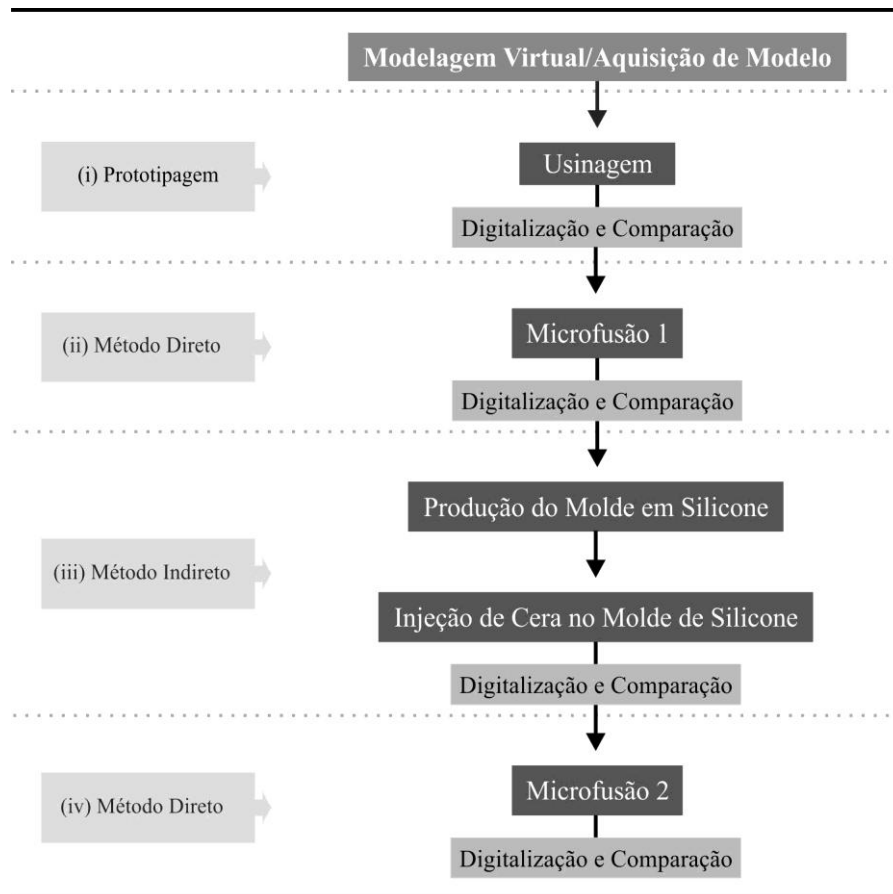 Modelagem Virtual/Aquisição de Modelo
(i) Prototipagem
Usinagem
Digitalização e Comparação
(ii) Método Direto
Microfusão 1
Digitalização e Comparação
Produção do Molde em Silicone
(iii) Método Indireto
Injeção de Cera no Molde de Silicone
Digitalização e Comparação
(iv) Método Direto
Microfusão 2
Digitalização e Comparação